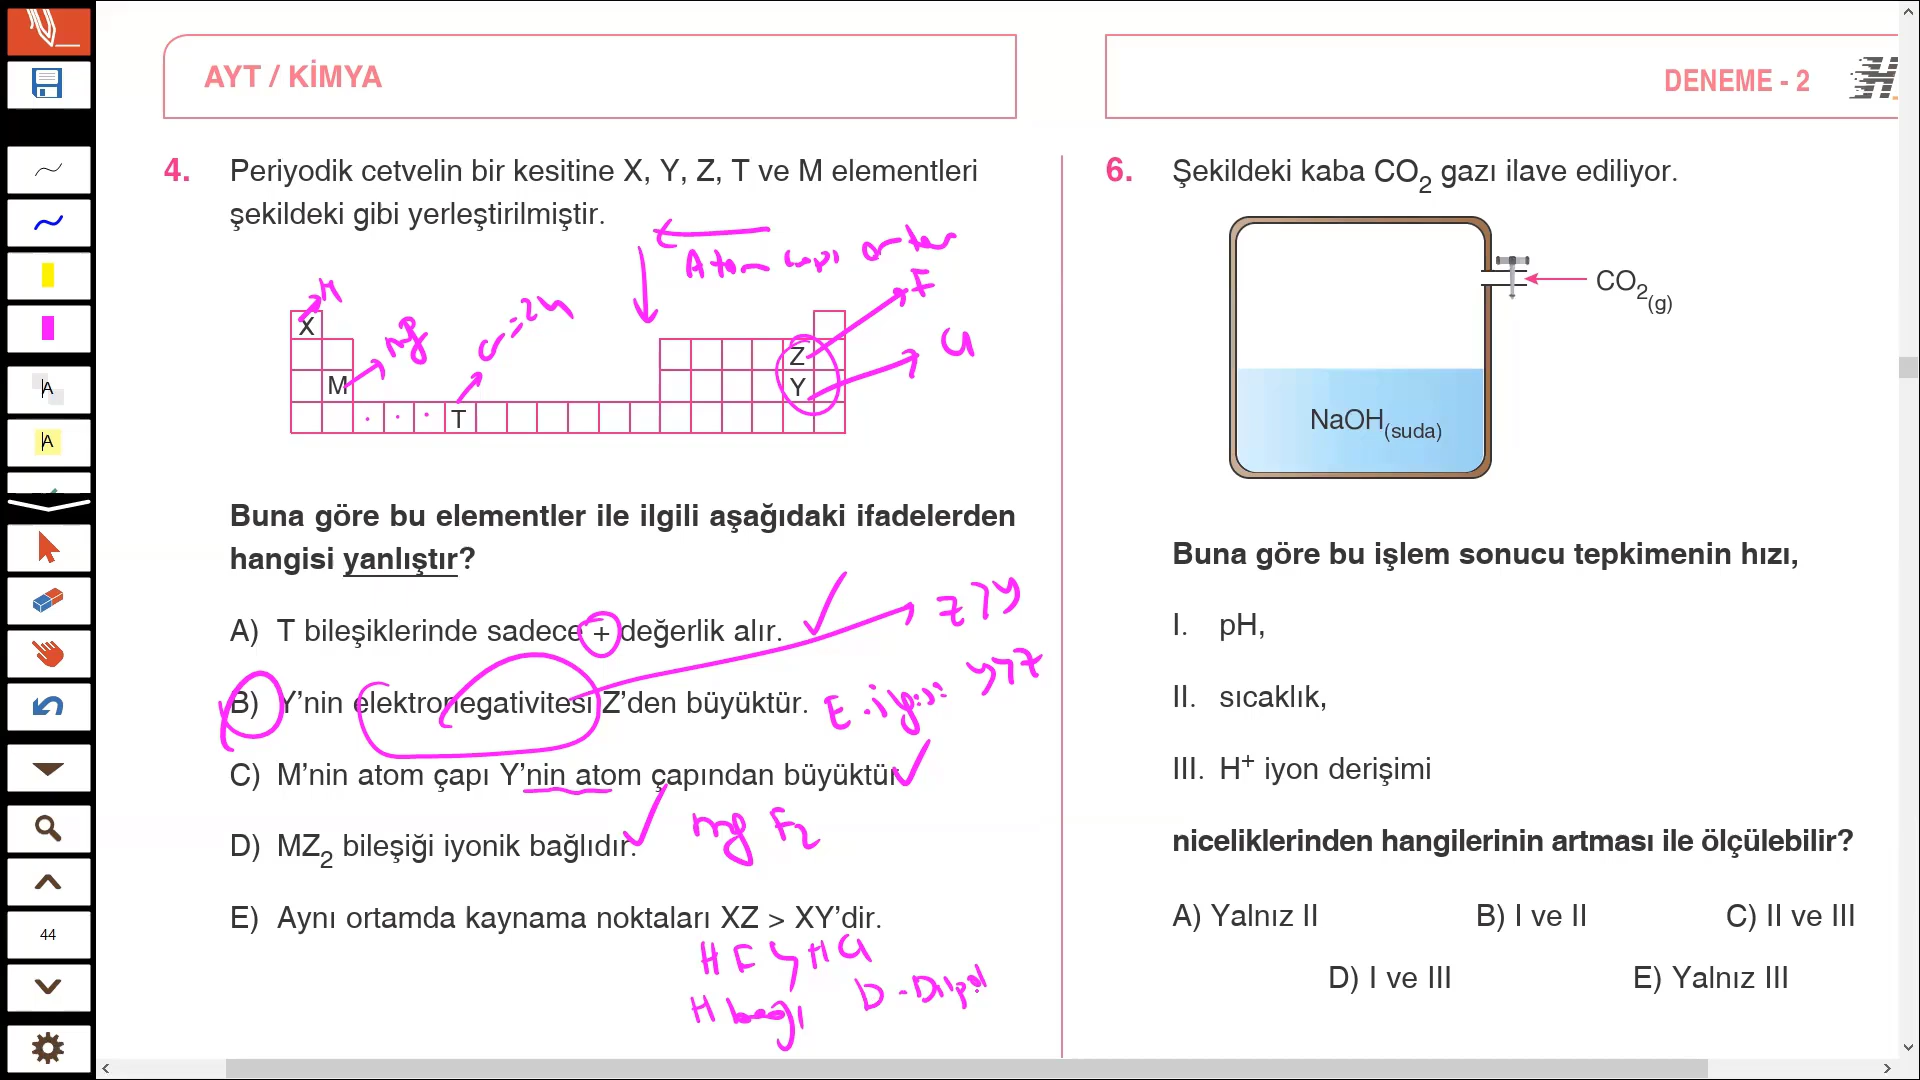 AYT / KİMYA
DENEME - 2
4. Periyodik cetvelin bir kesitine X, Y, Z, T ve M elementleri
şekildeki gibi yerleştirilmiştir.
Atom çapı artar
H
X
Mg
M
Cr:24
T
F
Z
Cl
Y
Buna göre bu elementler ile ilgili aşağıdaki ifadelerden
hangisi yanlıştır?
A) T bileşiklerinde sadece + değerlik alır.
Z > Y
B) Y’nin elektronegativitesi Z’den büyüktür.
E.ilgisi: Y>Z
C) M’nin atom çapı Y’nin atom çapından büyüktür
D) MZ2 bileşiği iyonik bağlıdır.
Mg F2
E) Aynı ortamda kaynama noktaları XZ > XY’dir.
HF > HCl
H bağı D-Dipol
6. Şekildeki kaba CO2 gazı ilave ediliyor.
CO2(g)
NaOH(suda)
Buna göre bu işlem sonucu tepkimenin hızı,
I. pH,
II. sıcaklık,
III. H+ iyon derişimi
niceliklerinden hangilerinin artması ile ölçülebilir?
A) Yalnız II B) I ve II C) II ve III
D) I ve III E) Yalnız III
A
A
44